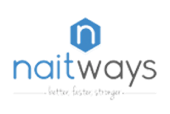 n
naitways
better, faster, stronger